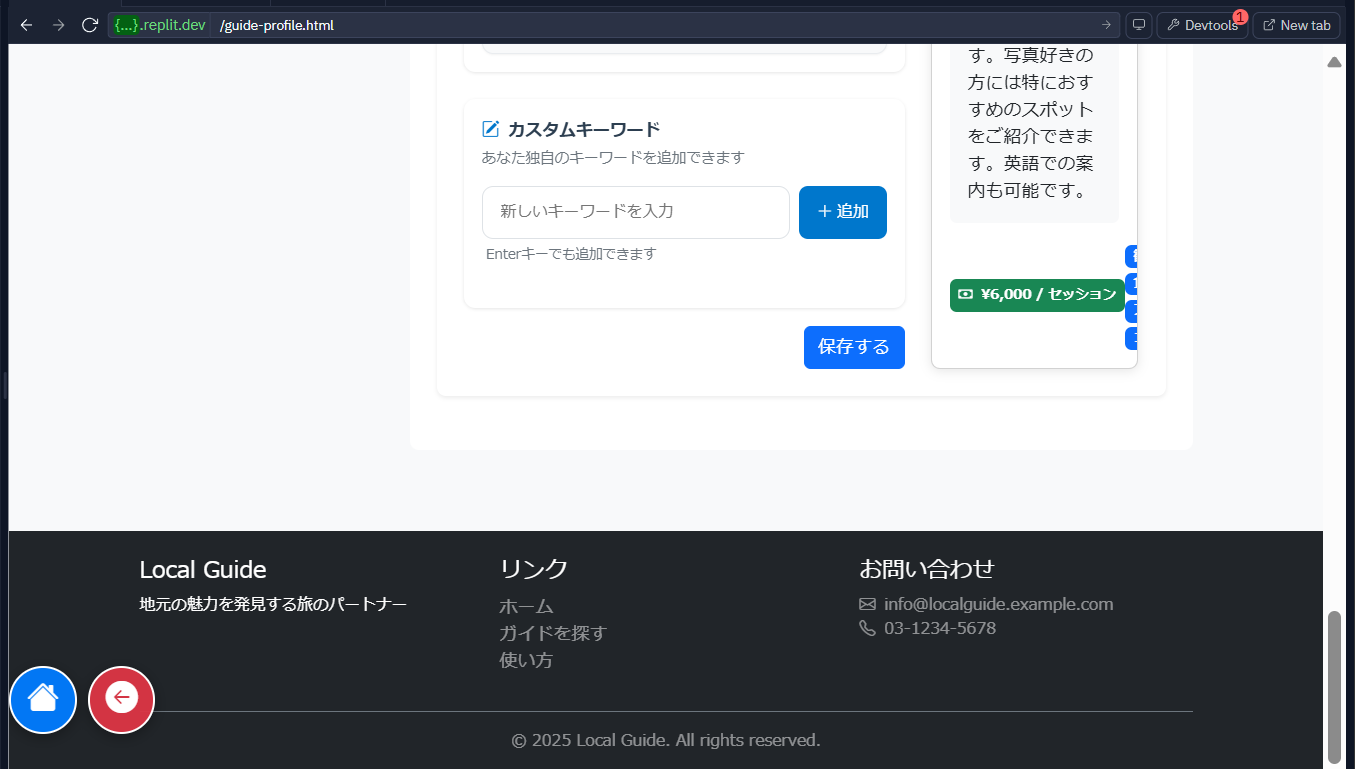 {...}.replit.dev /guide-profile.html
Devtools
1
New tab
カスタムキーワード
あなた独自のキーワードを追加できます
新しいキーワードを入力
+ 追加
Enterキーでも追加できます
保存する
す。写真好きの
方には特におす
すめのスポット
をご紹介できま
す。英語での案
内も可能です。
¥6,000 / セッション
Local Guide
地元の魅力を発見する旅のパートナー
リンク
ホーム
ガイドを探す
使い方
お問い合わせ
info@localguide.example.com
03-1234-5678
© 2025 Local Guide. All rights reserved.